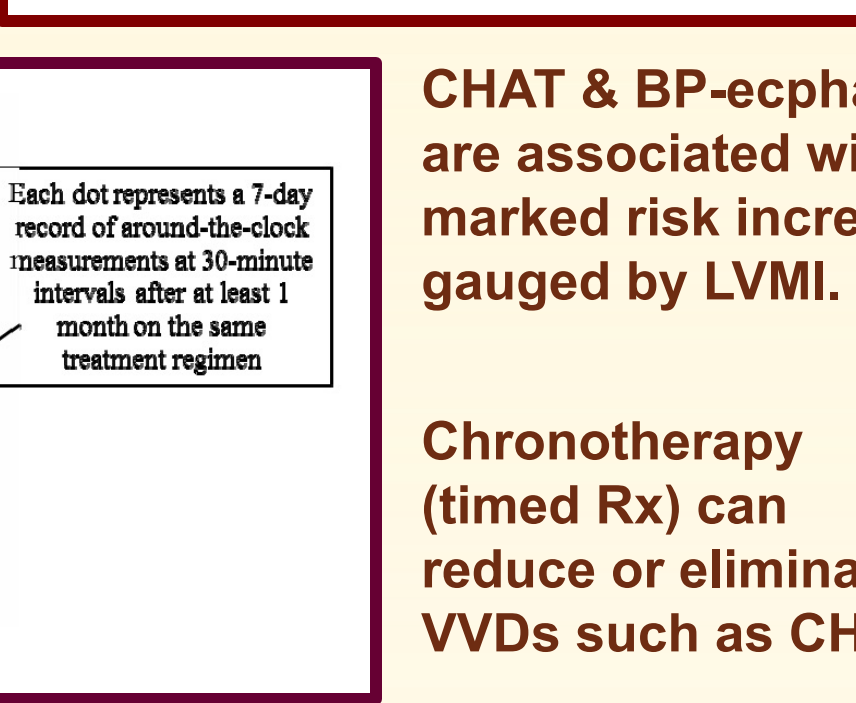 Each dot represents a 7-day
record of around-the-clock
measurements at 30-minute
intervals after at least 1
month on the same
treatment regimen
CHAT & BP-ecpha
are associated wi
marked risk incre
gauged by LVMI.
Chronotherapy
(timed Rx) can
reduce or elimina
VVDs such as CH